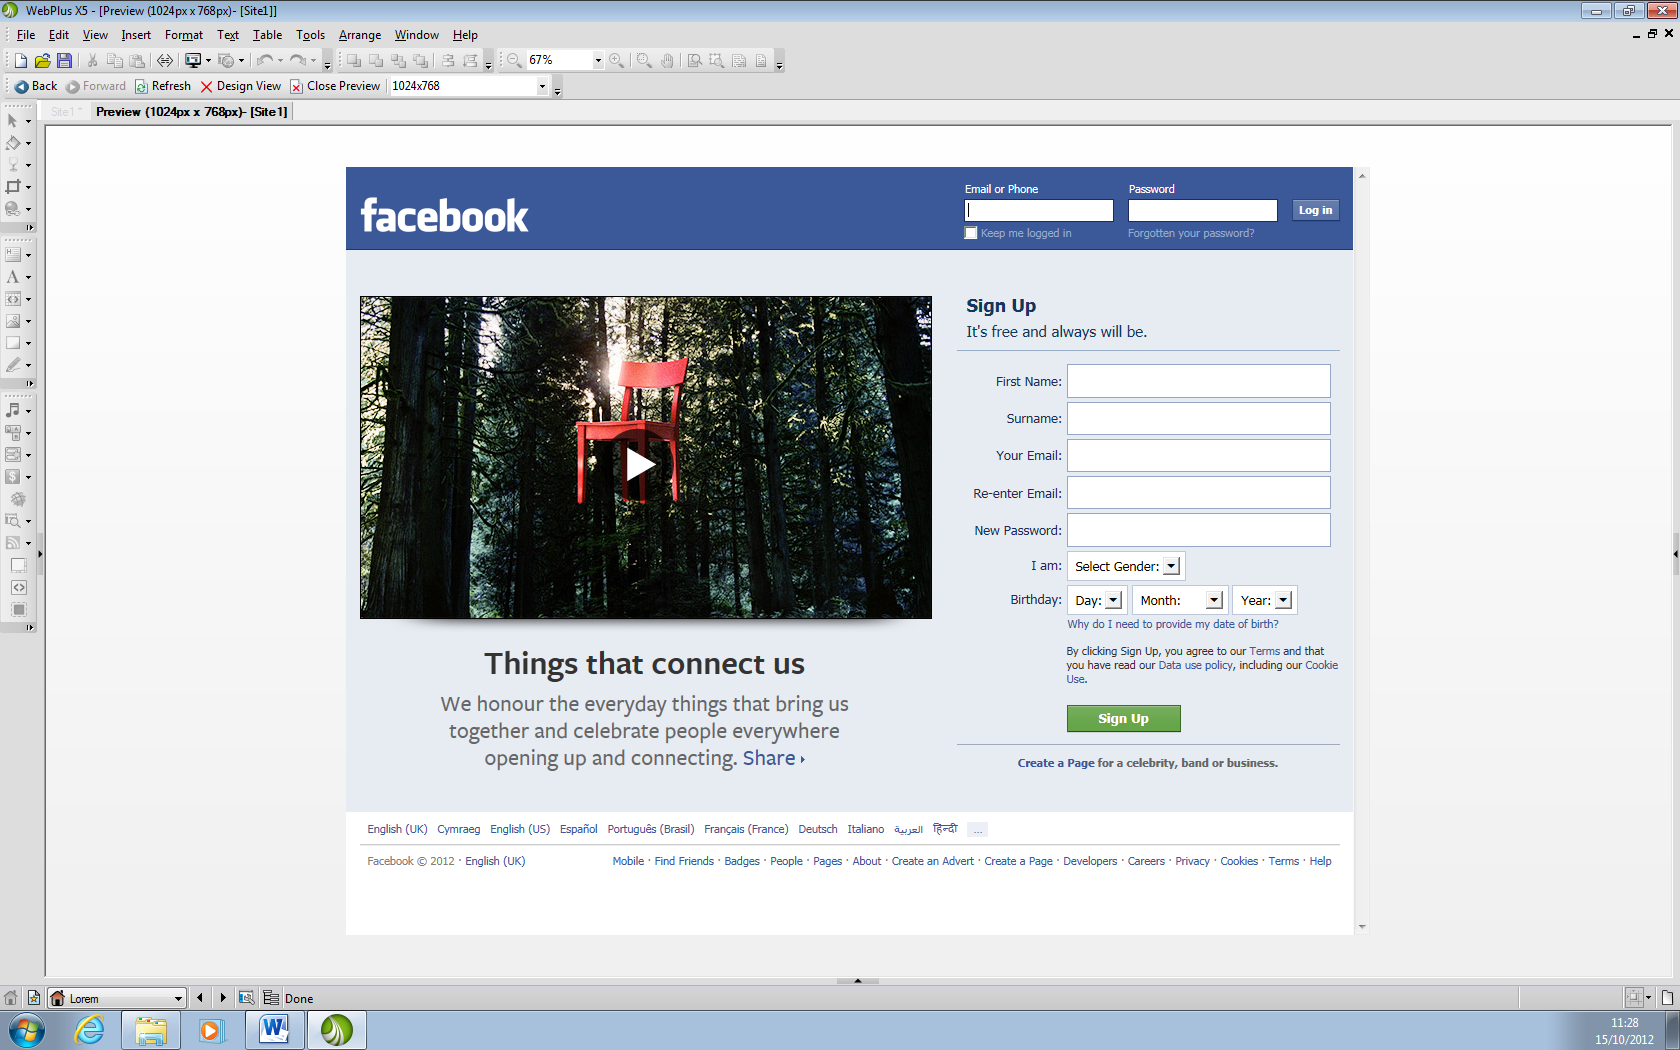 WebPlus X5 - [Preview (1024px x 768px)- [Site1]]
File Edit View Insert Format Text Table Tools Arrange Window Help
67%
Back Forward Refresh Design View Close Preview 1024x768
Site1 * Preview (1024px x 768px)- [Site1]
Email or Phone Password
facebook
Log in
Keep me logged in Forgotten your password?
Sign Up
It's free and always will be.
First Name:
Surname:
Your Email:
Re-enter Email:
New Password:
I am: Select Gender:
Birthday: Day: Month: Year:
Why do I need to provide my date of birth?
By clicking Sign Up, you agree to our Terms and that
you have read our Data use policy, including our Cookie
Use.
Sign Up
Create a Page for a celebrity, band or business.
Things that connect us
We honour the everyday things that bring us
together and celebrate people everywhere
opening up and connecting. Share
English (UK) Cymraeg English (US) Español Português (Brasil) Français (France) Deutsch Italiano العربية हिन्दी ...
Facebook © 2012 · English (UK)
Mobile · Find Friends · Badges · People · Pages · About · Create an Advert · Create a Page · Developers · Careers · Privacy · Cookies · Terms · Help
Lorem Done
11:28
15/10/2012